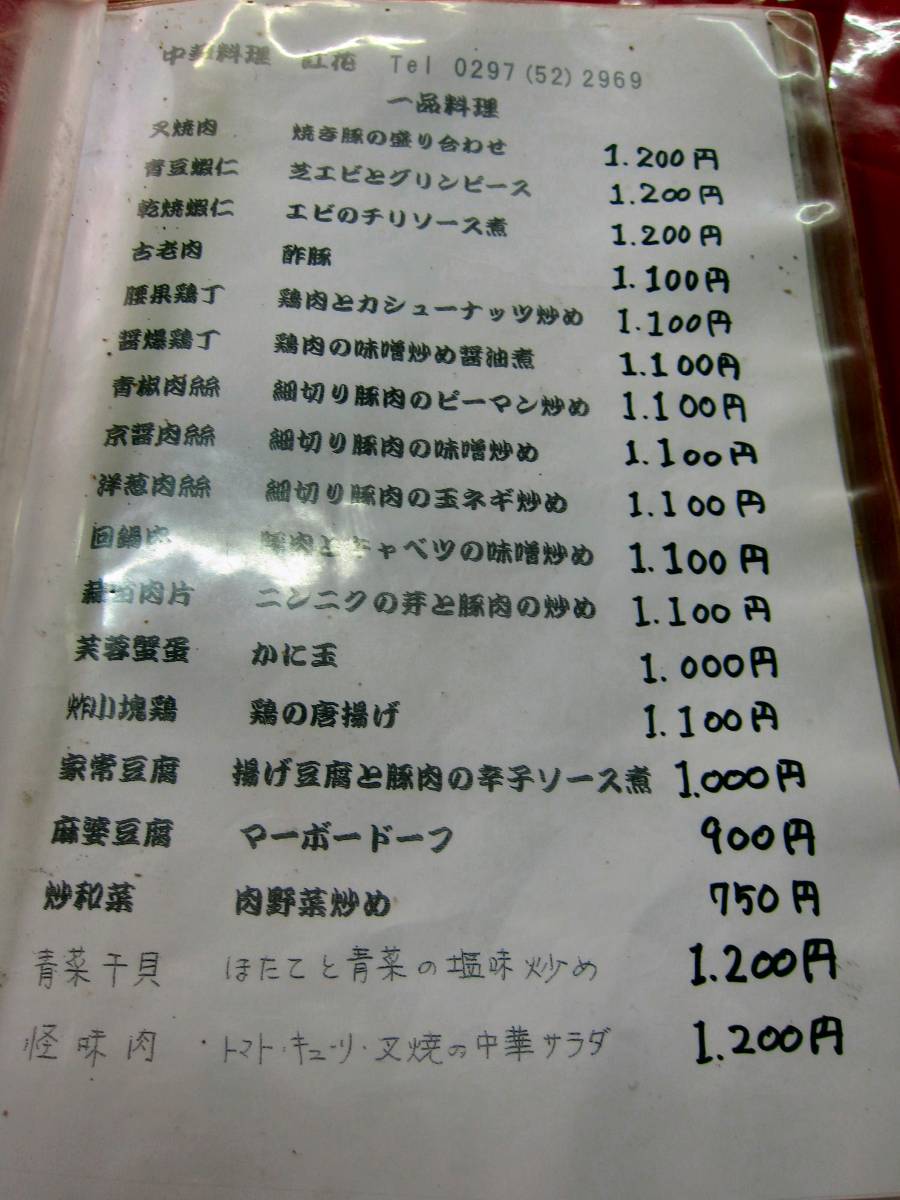 中華料理 紅花 Tel 0297(52)2969
一品料理
叉焼肉 焼き豚の盛り合わせ 1.200円
青豆蝦仁 芝エビとグリンピース 1.200円
乾焼蝦仁 エビのチリソース煮 1.200円
古老肉 酢豚 1.100円
腰果鶏丁 鶏肉とカシューナッツ炒め 1.100円
醤爆鶏丁 鶏肉の味噌炒め醤油煮 1.100円
青椒肉絲 細切り豚肉のピーマン炒め 1.100円
京醤肉絲 細切り豚肉の味噌炒め 1.100円
洋葱肉絲 細切り豚肉の玉ネギ炒め 1.100円
回鍋肉 豚肉とキャベツの味噌炒め 1.100円
蒜苔肉片 ニンニクの芽と豚肉の炒め 1.100円
芙蓉蟹蛋 かに玉 1.000円
炸小塊鶏 鶏の唐揚げ 1.100円
家常豆腐 揚げ豆腐と豚肉の辛子ソース煮 1.000円
麻婆豆腐 マーボードーフ 900円
炒和菜 肉野菜炒め 750円
青菜干貝 ほたてと青菜の塩味炒め 1.200円
怪味肉 ・トマト・キューリ・叉焼の中華サラダ 1.200円